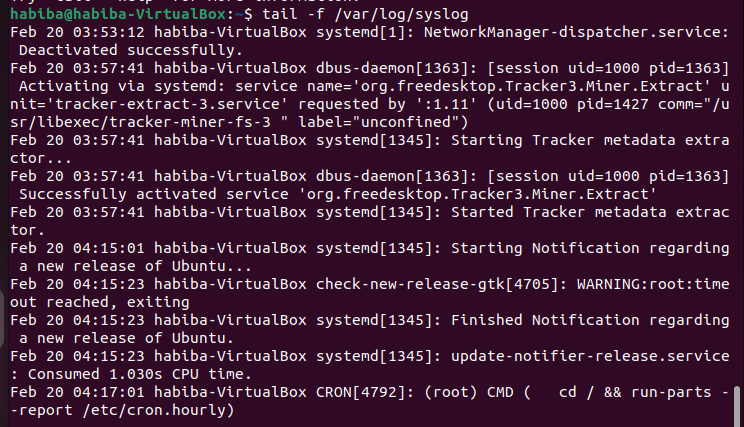 habiba@habiba-VirtualBox:~$ tail -f /var/log/syslog
Feb 20 03:53:12 habiba-VirtualBox systemd[1]: NetworkManager-dispatcher.service:
 Deactivated successfully.
Feb 20 03:57:41 habiba-VirtualBox dbus-daemon[1363]: [session uid=1000 pid=1363]
 Activating via systemd: service name='org.freedesktop.Tracker3.Miner.Extract' u
nit='tracker-extract-3.service' requested by ':1.11' (uid=1000 pid=1427 comm="/u
sr/libexec/tracker-miner-fs-3 " label="unconfined")
Feb 20 03:57:41 habiba-VirtualBox systemd[1345]: Starting Tracker metadata extra
ctor...
Feb 20 03:57:41 habiba-VirtualBox dbus-daemon[1363]: [session uid=1000 pid=1363]
 Successfully activated service 'org.freedesktop.Tracker3.Miner.Extract'
Feb 20 03:57:41 habiba-VirtualBox systemd[1345]: Started Tracker metadata extrac
tor.
Feb 20 04:15:01 habiba-VirtualBox systemd[1345]: Starting Notification regarding
 a new release of Ubuntu...
Feb 20 04:15:23 habiba-VirtualBox check-new-release-gtk[4705]: WARNING:root:time
out reached, exiting
Feb 20 04:15:23 habiba-VirtualBox systemd[1345]: Finished Notification regarding
 a new release of Ubuntu.
Feb 20 04:15:23 habiba-VirtualBox systemd[1345]: update-notifier-release.service
: Consumed 1.030s CPU time.
Feb 20 04:17:01 habiba-VirtualBox CRON[4792]: (root) CMD (   cd / && run-parts -
-report /etc/cron.hourly)